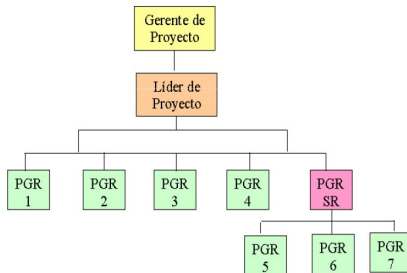 Gerente de
Proyecto
Líder de
Proyecto
PGR
1
PGR
2
PGR
3
PGR
4
PGR
SR
PGR
5
PGR
6
PGR
7